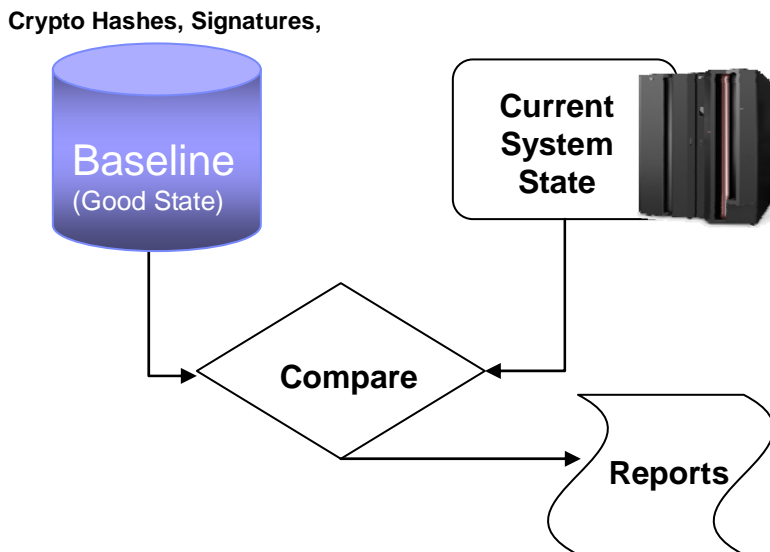 Crypto Hashes, Signatures,
Baseline
(Good State)
Current
System
State
Compare
Reports